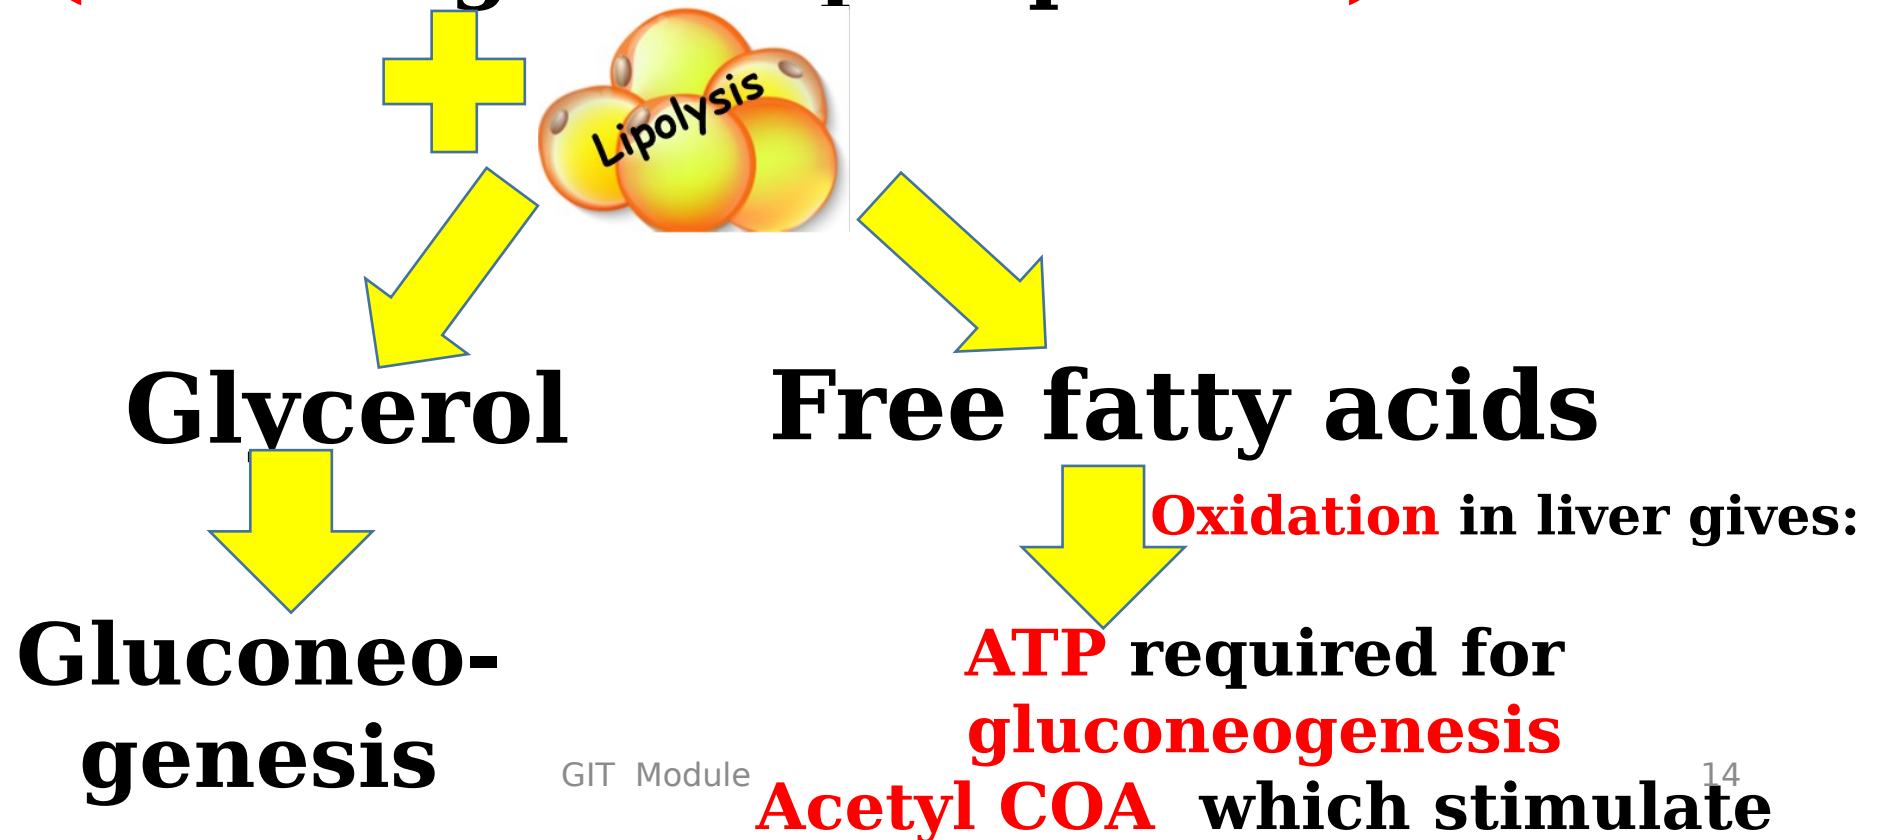 Lipolysis
Glycerol
Free fatty acids
Oxidation in liver gives:
Gluconeo-
genesis
ATP required for
gluconeogenesis
Acetyl COA which stimulate
GIT Module
14